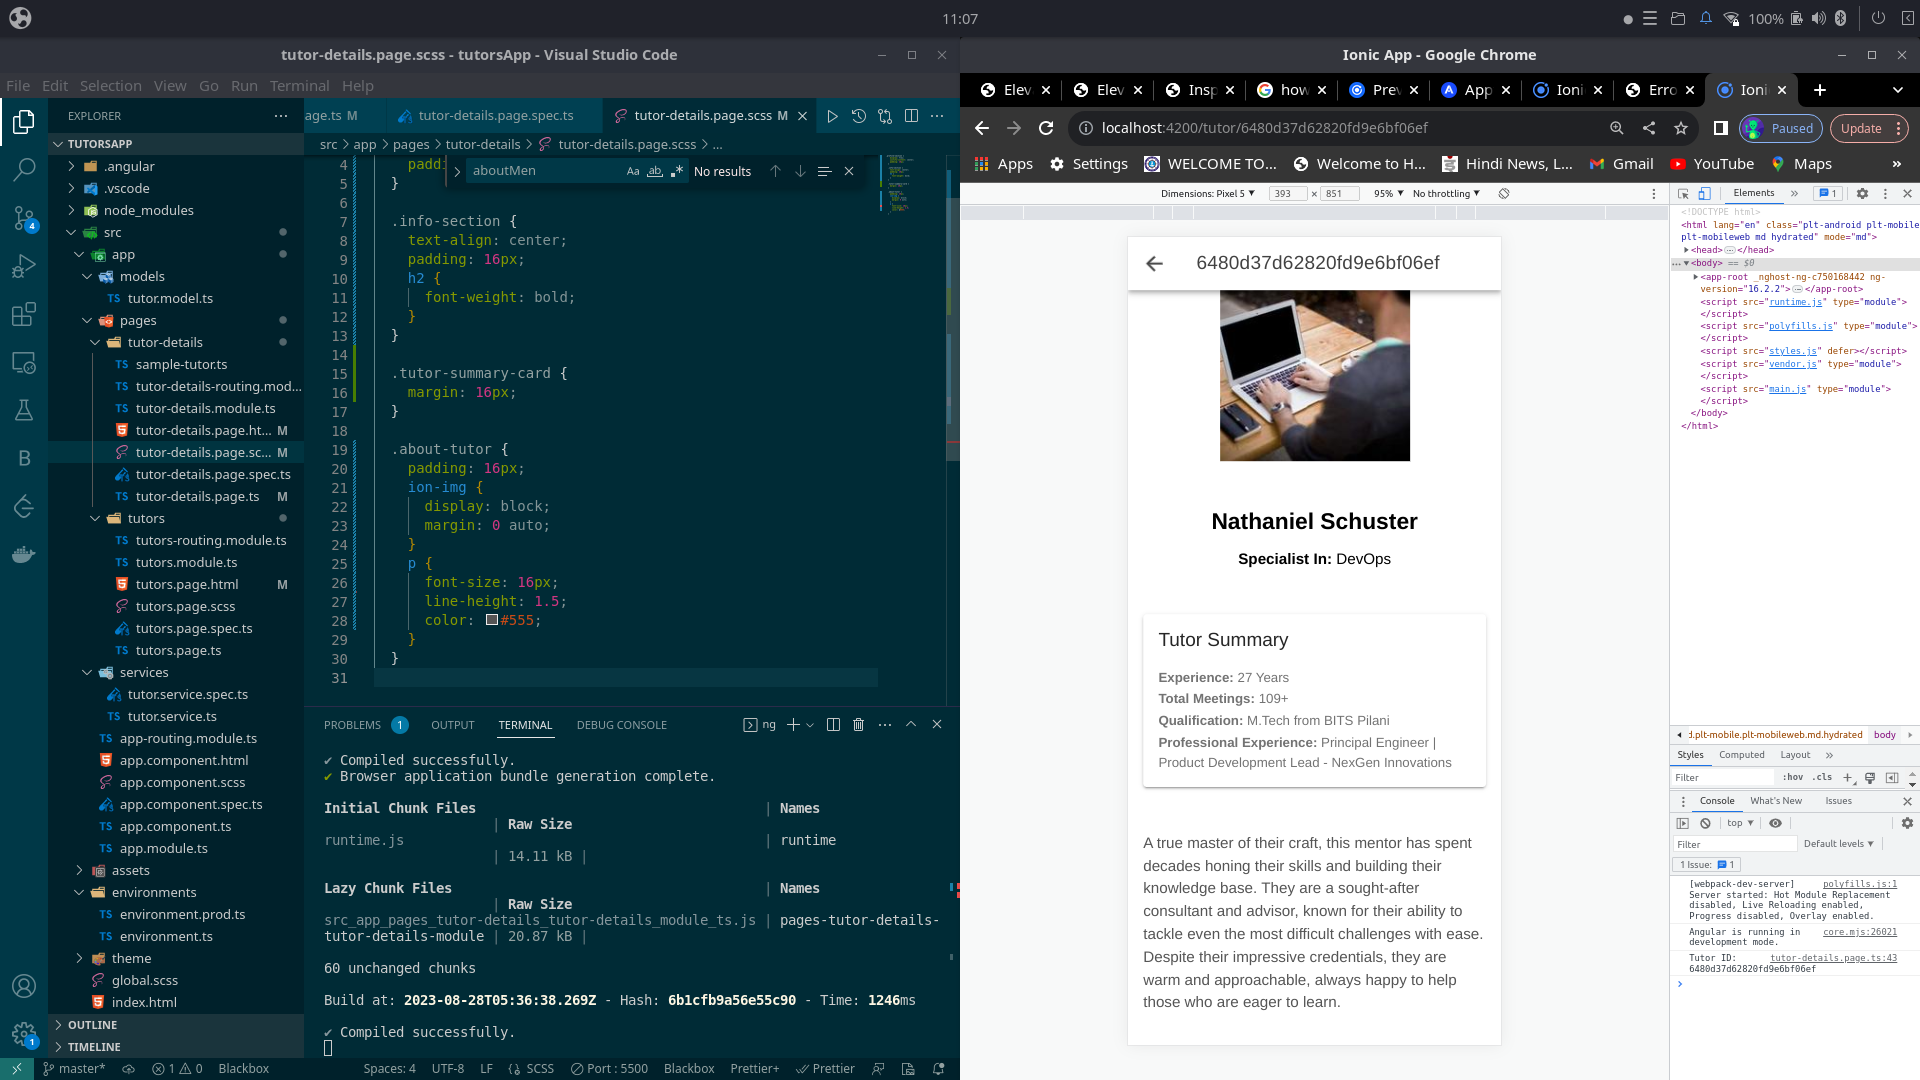 11:07
100%
tutor-details.page.scss - tutorsApp - Visual Studio Code
File Edit Selection View Go Run Terminal Help
EXPLORER
TUTORSAPP
.angular
.vscode
node_modules
src
app
models
TS tutor.model.ts
pages
tutor-details
TS sample-tutor.ts
TS tutor-details-routing.mod...
TS tutor-details.module.ts
tutor-details.page.ht... M
tutor-details.page.sc... M
tutor-details.page.spec.ts
TS tutor-details.page.ts M
tutors
TS tutors-routing.module.ts
TS tutors.module.ts
tutors.page.html M
tutors.page.scss
tutors.page.spec.ts
TS tutors.page.ts
services
tutor.service.spec.ts
TS tutor.service.ts
TS app-routing.module.ts
app.component.html
app.component.scss
app.component.spec.ts
TS app.component.ts
TS app.module.ts
assets
environments
TS environment.prod.ts
TS environment.ts
theme
global.scss
index.html
OUTLINE
TIMELINE
4
B
1
age.ts M tutor-details.page.spec.ts tutor-details.page.scss M
src > app > pages > tutor-details > tutor-details.page.scss > ...
aboutMen Aa ab No results
4 padd
5 }
6
7 .info-section {
8 text-align: center;
9 padding: 16px;
10 h2 {
11 font-weight: bold;
12 }
13 }
14
15 .tutor-summary-card {
16 margin: 16px;
17 }
18
19 .about-tutor {
20 padding: 16px;
21 ion-img {
22 display: block;
23 margin: 0 auto;
24 }
25 p {
26 font-size: 16px;
27 line-height: 1.5;
28 color: #555;
29 }
30 }
31
PROBLEMS 1 OUTPUT TERMINAL DEBUG CONSOLE ng
✔ Compiled successfully.
✔ Browser application bundle generation complete.
Initial Chunk Files | Names
| Raw Size
runtime.js | runtime
| 14.11 kB |
Lazy Chunk Files | Names
| Raw Size
src_app_pages_tutor-details_tutor-details_module_ts.js | pages-tutor-details-
tutor-details-module | 20.87 kB |
60 unchanged chunks
Build at: 2023-08-28T05:36:38.269Z - Hash: 6b1cfb9a56e55c90 - Time: 1246ms
✔ Compiled successfully.
master* 1 0 Blackbox Spaces: 4 UTF-8 LF {} SCSS Port : 5500 Blackbox Prettier+ Prettier
Ionic App - Google Chrome
Elev Elev Insp how Prev App Ioni Erro Ioni
localhost:4200/tutor/6480d37d62820fd9e6bf06ef Paused Update
Apps Settings WELCOME TO... Welcome to H... Hindi News, L... Gmail YouTube Maps »
Dimensions: Pixel 5 393 × 851 95% No throttling
6480d37d62820fd9e6bf06ef
Nathaniel Schuster
Specialist In: DevOps
Tutor Summary
Experience: 27 Years
Total Meetings: 109+
Qualification: M.Tech from BITS Pilani
Professional Experience: Principal Engineer |
Product Development Lead - NexGen Innovations
A true master of their craft, this mentor has spent
decades honing their skills and building their
knowledge base. They are a sought-after
consultant and advisor, known for their ability to
tackle even the most difficult challenges with ease.
Despite their impressive credentials, they are
warm and approachable, always happy to help
those who are eager to learn.
Elements » 1
<!DOCTYPE html>
<html lang="en" class="plt-android plt-mobile
plt-mobileweb md hydrated" mode="md">
<head>…</head>
<body> == $0
<app-root _nghost-ng-c750168442 ng-
version="16.2.2">…</app-root>
<script src="runtime.js" type="module">
</script>
<script src="polyfills.js" type="module">
</script>
<script src="styles.js" defer></script>
<script src="vendor.js" type="module">
</script>
<script src="main.js" type="module">
</script>
</body>
</html>
d.plt-mobile.plt-mobileweb.md.hydrated body
Styles Computed Layout »
Filter :hov .cls
Console What's New Issues
top
Filter Default levels
1 Issue: 1
[webpack-dev-server] polyfills.js:1
Server started: Hot Module Replacement
disabled, Live Reloading enabled,
Progress disabled, Overlay enabled.
Angular is running in core.mjs:26021
development mode.
Tutor ID: tutor-details.page.ts:43
6480d37d62820fd9e6bf06ef